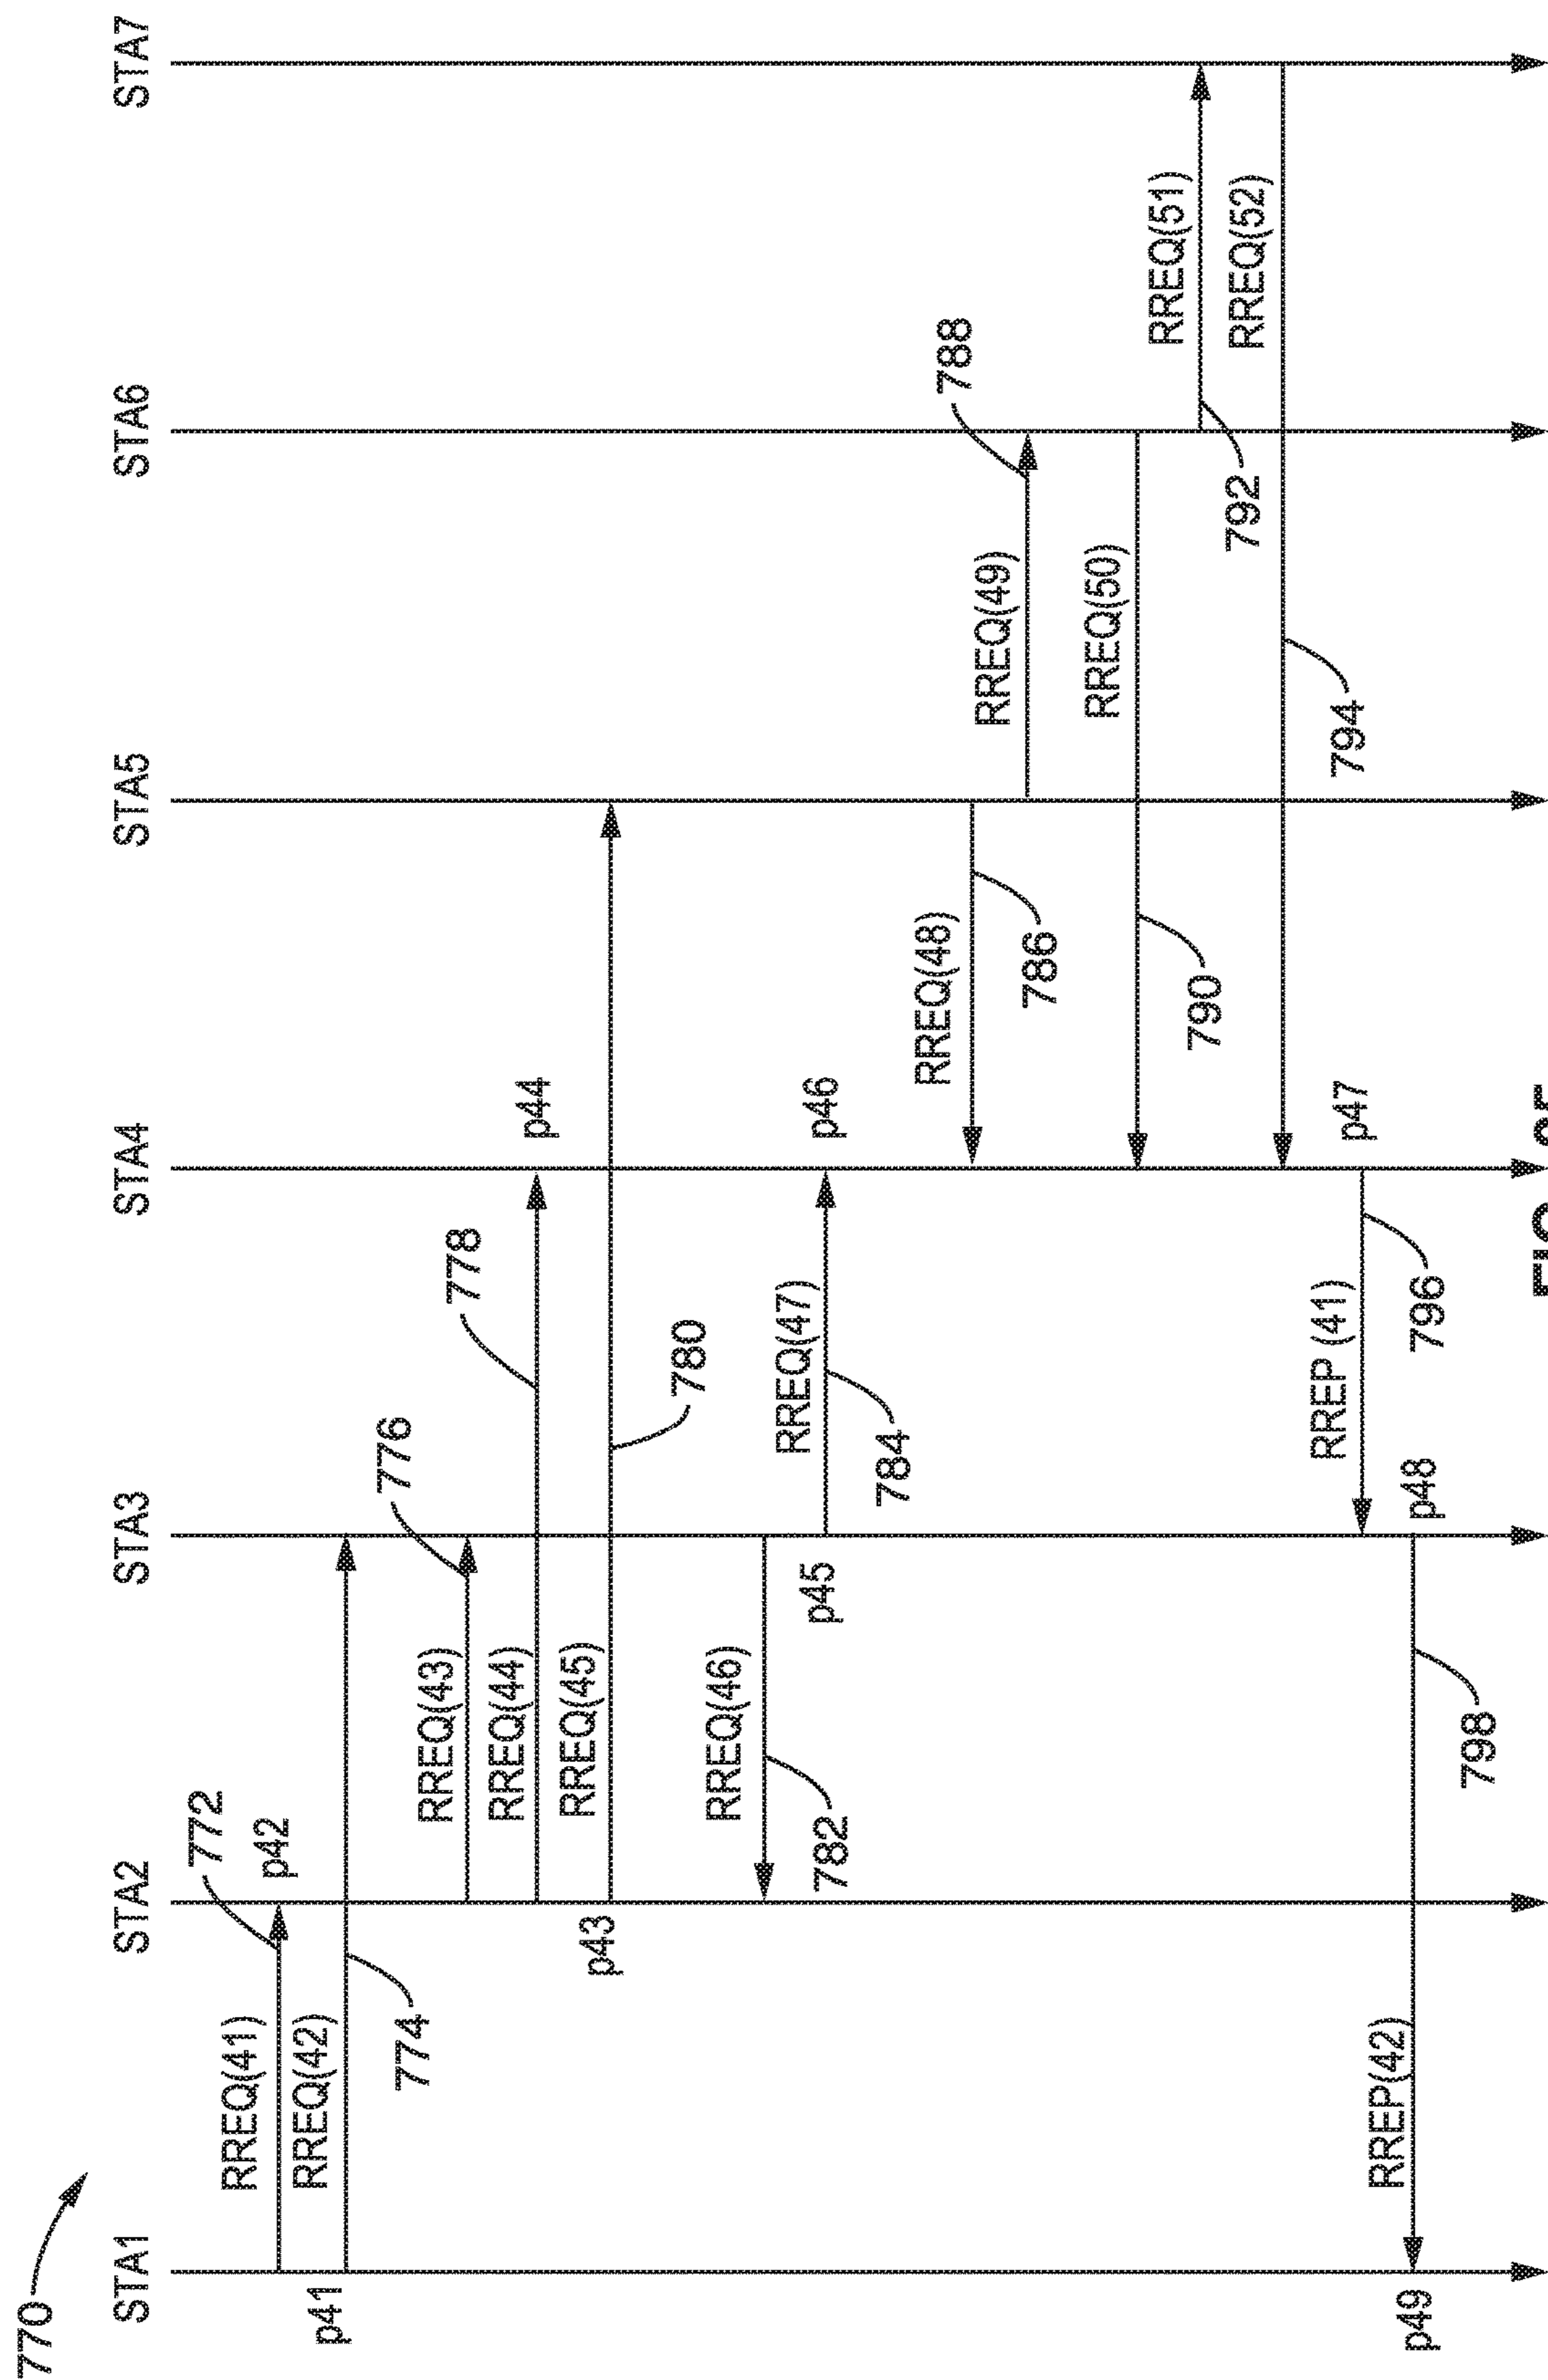 770
STA1
STA2
STA3
STA4
STA5
STA6
STA7
772
RREQ(41)
p42
RREQ(42)
p41
774
776
RREQ(43)
778
RREQ(44)
p44
RREQ(45)
p43
780
RREQ(46)
782
p45
RREQ(47)
p46
784
RREQ(48)
786
788
RREQ(49)
RREQ(50)
790
RREQ(51)
792
RREQ(52)
794
p47
RREP (41)
796
p48
RREP(42)
p49
798